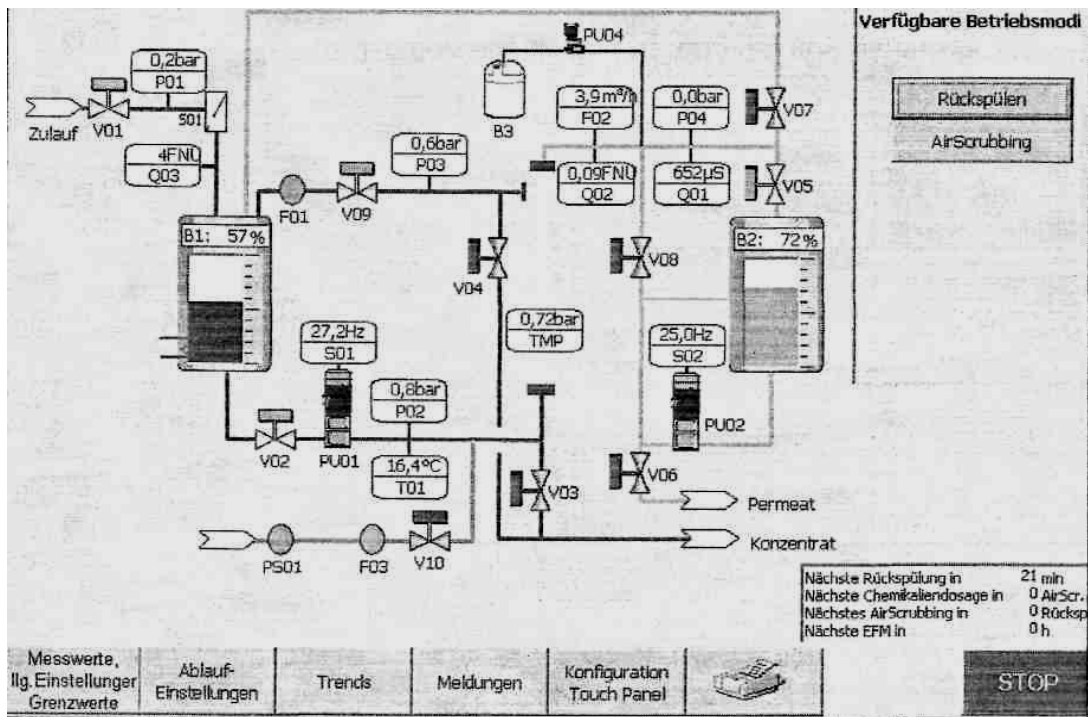 Verfügbare Betriebsmodi
PU04
0,2bar
P01
3,9m³/h
F02
0,0bar
P04
V07
Rückspülen
Zulauf
V01
S01
B3
AirScrubbing
0,6bar
P03
4FNU
Q03
0,09FNU
Q02
652µS
Q01
V05
F01
V09
B1: 57%
B2: 72%
V04
V08
0,72bar
TMP
27,2Hz
S01
25,0Hz
S02
0,8bar
P02
PU02
V02
PU01
16,4°C
T01
V03
V06
Permeat
Konzentrat
PS01
F03
V10
Nächste Rückspülung in 21 min
Nächste Chemikaliendosage in 0 AirScr.
Nächstes AirScrubbing in 0 Rücksp
Nächste EFM in 0 h
Messwerte,
llg. Einstellunger
Grenzwerte
Ablauf-
Einstellungen
Trends
Meldungen
Konfiguration
Touch Panel
STOP